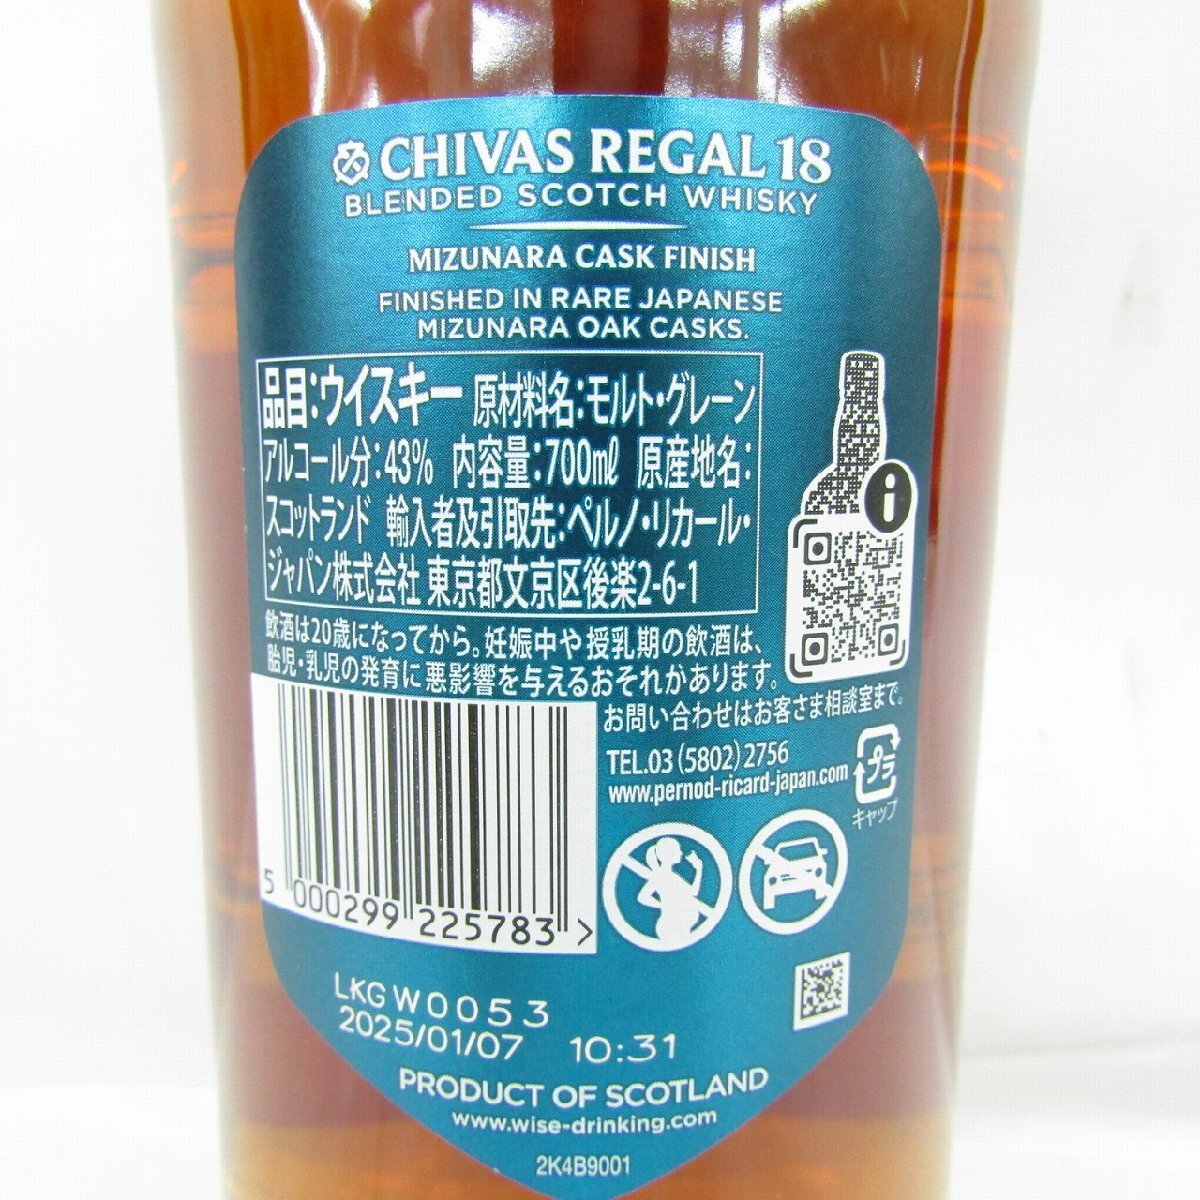 CHIVAS REGAL 18
BLENDED SCOTCH WHISKY
MIZUNARA CASK FINISH
FINISHED IN RARE JAPANESE
MIZUNARA OAK CASKS.
品目:ウイスキー 原材料名:モルト・グレーン
アルコール分:43% 内容量:700ml 原産地名:
スコットランド 輸入者及引取先:ペルノ・リカール・
ジャパン株式会社 東京都文京区後楽2-6-1
飲酒は20歳になってから。妊娠中や授乳期の飲酒は、
胎児・乳児の発育に悪影響を与えるおそれがあります。
お問い合わせはお客さま相談室まで。
TEL.03(5802)2756
www.pernod-ricard-japan.com
プラ
キャップ
i
5 000299 225783 >
LKGW0053
2025/01/07 10:31
PRODUCT OF SCOTLAND
www.wise-drinking.com
2K4B9001